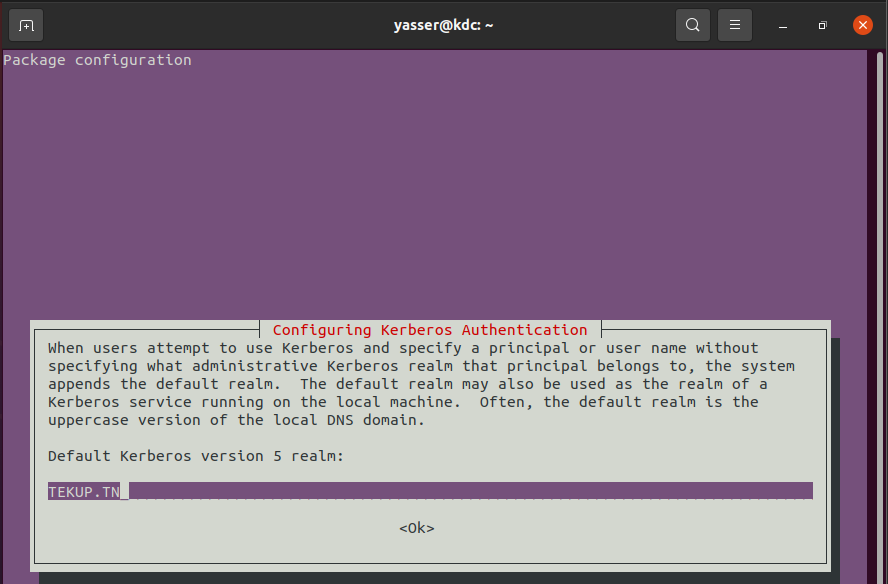 yasser@kdc: ~
Package configuration
Configuring Kerberos Authentication
When users attempt to use Kerberos and specify a principal or user name without
specifying what administrative Kerberos realm that principal belongs to, the system
appends the default realm.  The default realm may also be used as the realm of a
Kerberos service running on the local machine.  Often, the default realm is the
uppercase version of the local DNS domain.
Default Kerberos version 5 realm:
TEKUP.TN
<Ok>